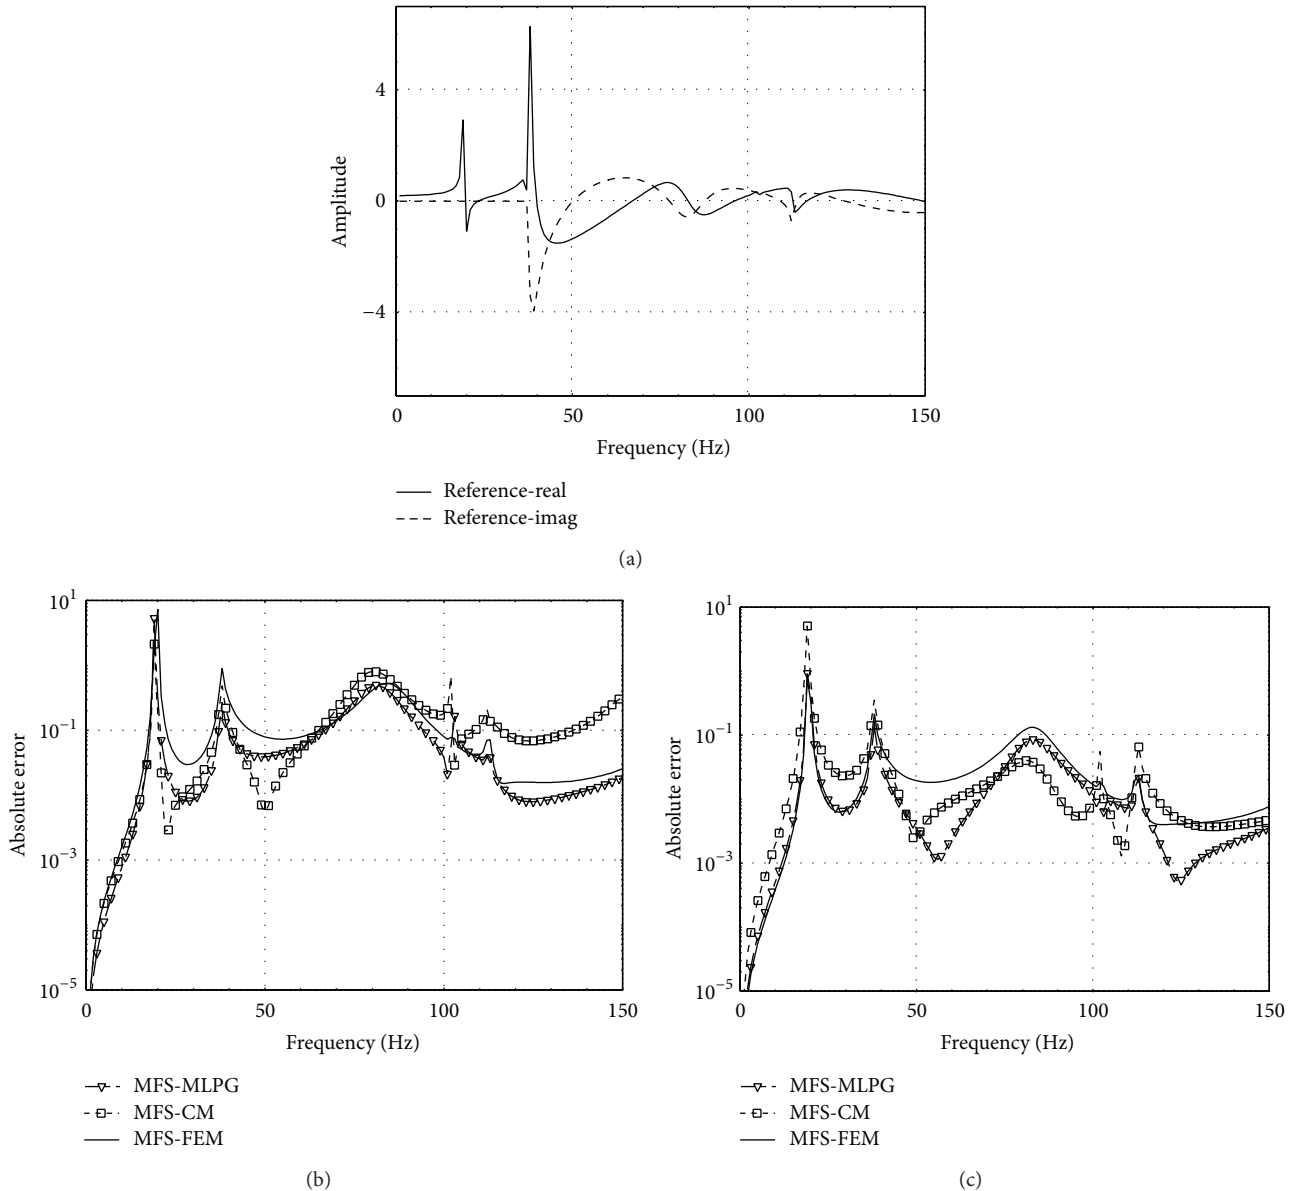 4
0
−4
Amplitude
0
50
100
150
Frequency (Hz)
Reference-real
Reference-imag
(a)
10^1
10^-1
10^-3
10^-5
Absolute error
0
50
100
150
Frequency (Hz)
MFS-MLPG
MFS-CM
MFS-FEM
(b)
10^1
10^-1
10^-3
10^-5
Absolute error
0
50
100
150
Frequency (Hz)
MFS-MLPG
MFS-CM
MFS-FEM
(c)